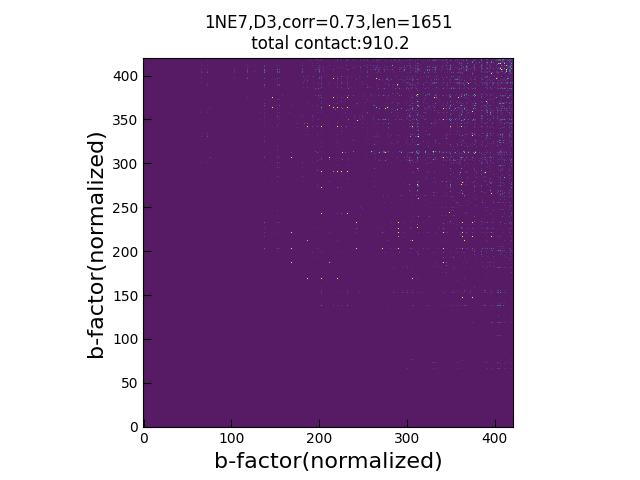 1NE7,D3,corr=0.73,len=1651
total contact:910.2
400
350
300
250
200
150
100
50
0
b-factor(normalized)
0 100 200 300 400
b-factor(normalized)